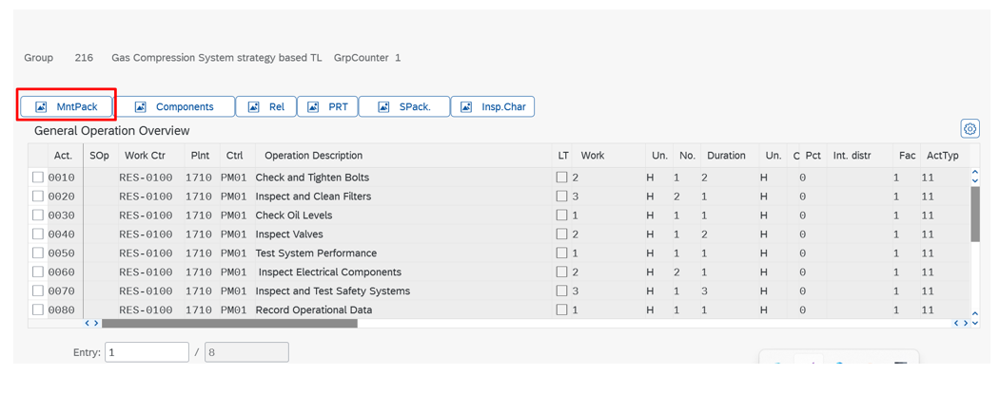 Group 216 Gas Compression System strategy based TL GrpCounter 1
MntPack Components Rel PRT SPack. Insp.Char
General Operation Overview
Act. SOp Work Ctr Plnt Ctrl Operation Description LT Work Un. No. Duration Un. C Pct Int. distr Fac ActTyp
0010 RES-0100 1710 PM01 Check and Tighten Bolts 2 H 1 2 H 0 1 11
0020 RES-0100 1710 PM01 Inspect and Clean Filters 3 H 2 1 H 0 1 11
0030 RES-0100 1710 PM01 Check Oil Levels 1 H 1 1 H 0 1 11
0040 RES-0100 1710 PM01 Inspect Valves 2 H 1 2 H 0 1 11
0050 RES-0100 1710 PM01 Test System Performance 1 H 1 1 H 0 1 11
0060 RES-0100 1710 PM01 Inspect Electrical Components 2 H 2 1 H 0 1 11
0070 RES-0100 1710 PM01 Inspect and Test Safety Systems 3 H 1 3 H 0 1 11
0080 RES-0100 1710 PM01 Record Operational Data 1 H 1 1 H 0 1 11
Entry: 1 / 8